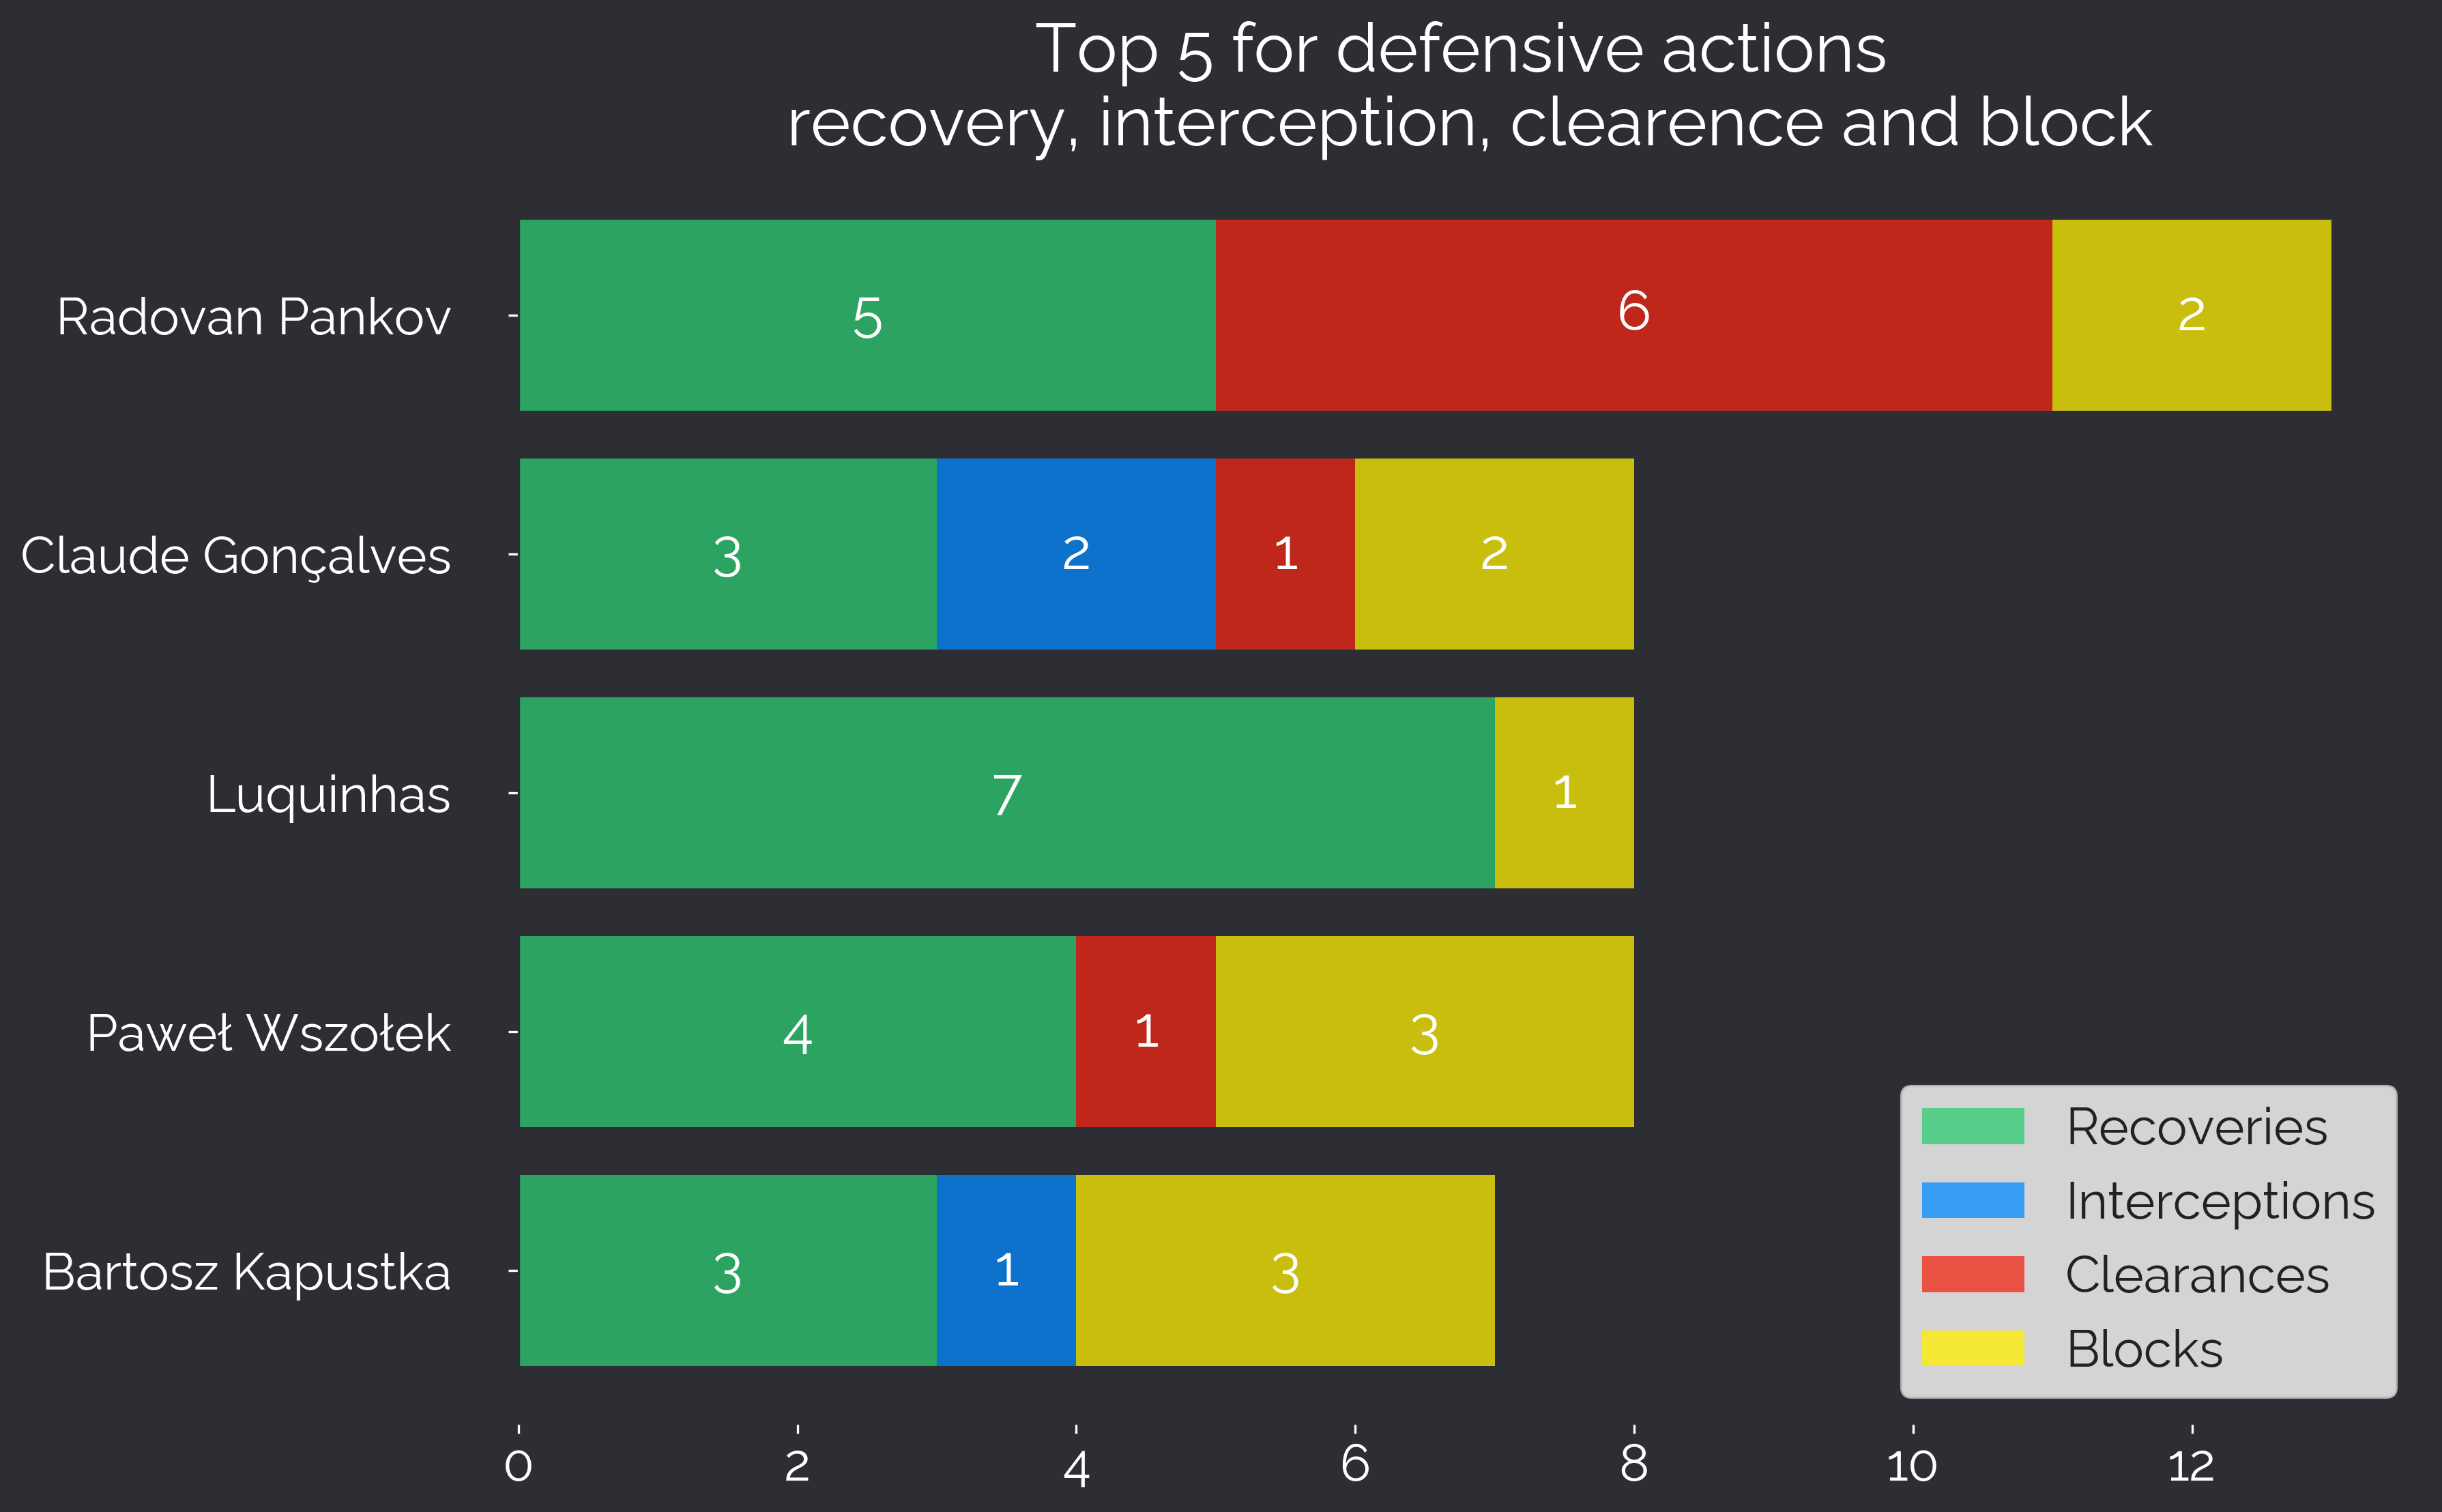 Top 5 for defensive actions
recovery, interception, clearence and block
Radovan Pankov 5 6 2
Claude Gonçalves 3 2 1 2
Luquinhas 7 1
Paweł Wszołek 4 1 3
Bartosz Kapustka 3 1 3
Recoveries
Interceptions
Clearances
Blocks
0 2 4 6 8 10 12